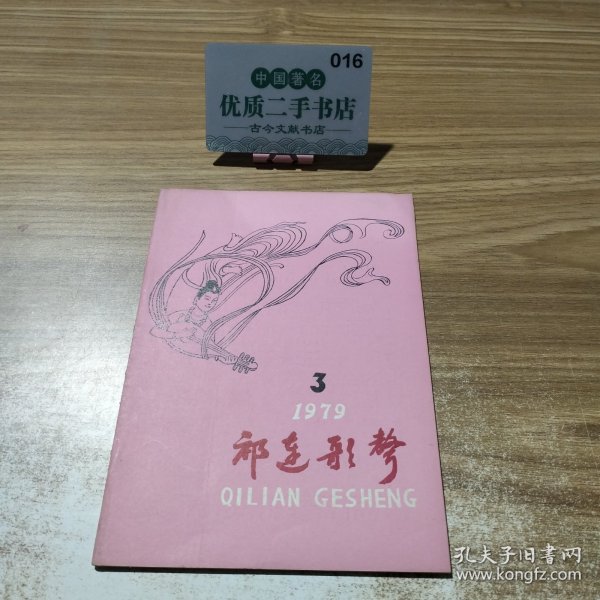 016
中国著名
优质二手书店
古今文献书店
3
1979
祁连歌声
QILIAN GESHENG
孔夫子旧书网
www.kongfz.com